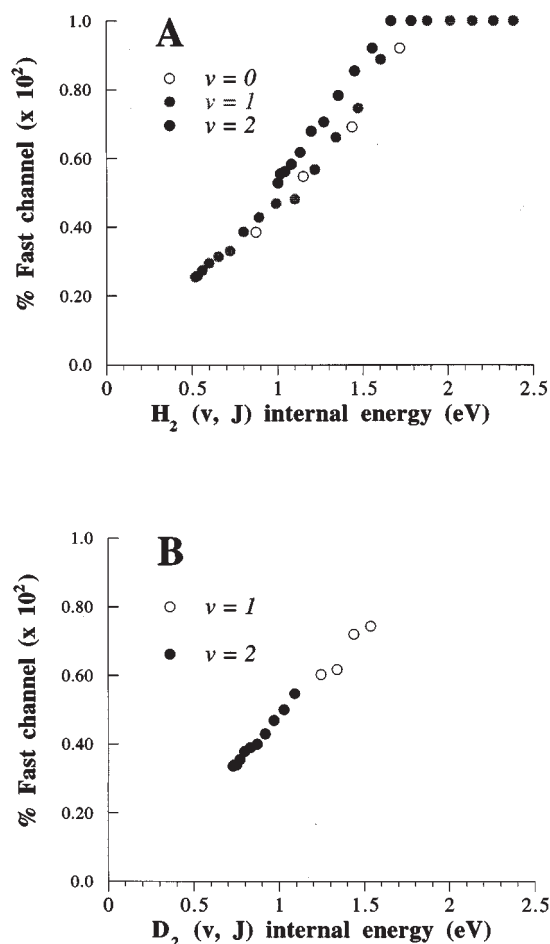 A
v = 0
v = 1
v = 2
% Fast channel (x 10²)
1.0
0.80
0.60
0.40
0.20
0.0
0 0.5 1 1.5 2 2.5
H₂ (v, J) internal energy (eV)
B
v = 1
v = 2
% Fast channel (x 10²)
1.0
0.80
0.60
0.40
0.20
0.0
0 0.5 1 1.5 2 2.5
D₂ (v, J) internal energy (eV)